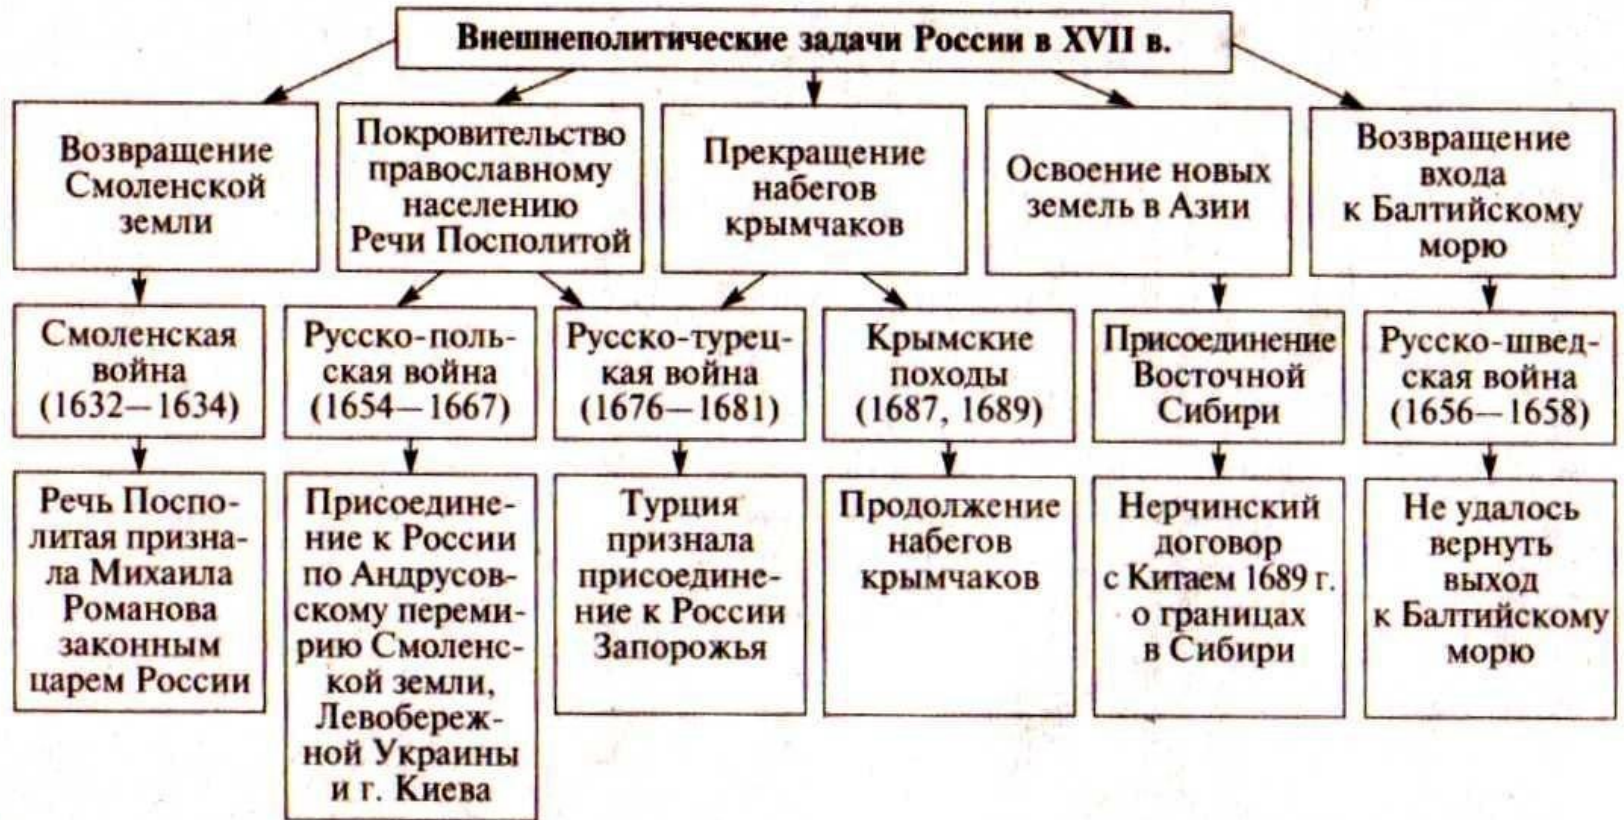 Внешнеполитические задачи России в XVII в.
Возвращение
Смоленской
земли
Покровительство
православному
населению
Речи Посполитой
Прекращение
набегов
крымчаков
Освоение новых
земель в Азии
Возвращение
входа
к Балтийскому
морю
Смоленская
война
(1632—1634)
Русско-поль-
ская война
(1654—1667)
Русско-турец-
кая война
(1676—1681)
Крымские
походы
(1687, 1689)
Присоединение
Восточной
Сибири
Русско-швед-
ская война
(1656—1658)
Речь Поспо-
литая призна-
ла Михаила
Романова
законным
царем России
Присоедине-
ние к России
по Андрусов-
скому переми-
рию Смоленс-
кой земли,
Левобереж-
ной Украины
и г. Киева
Турция
признала
присоедине-
ние к России
Запорожья
Продолжение
набегов
крымчаков
Нерчинский
договор
с Китаем 1689 г.
о границах
в Сибири
Не удалось
вернуть
выход
к Балтийскому
морю